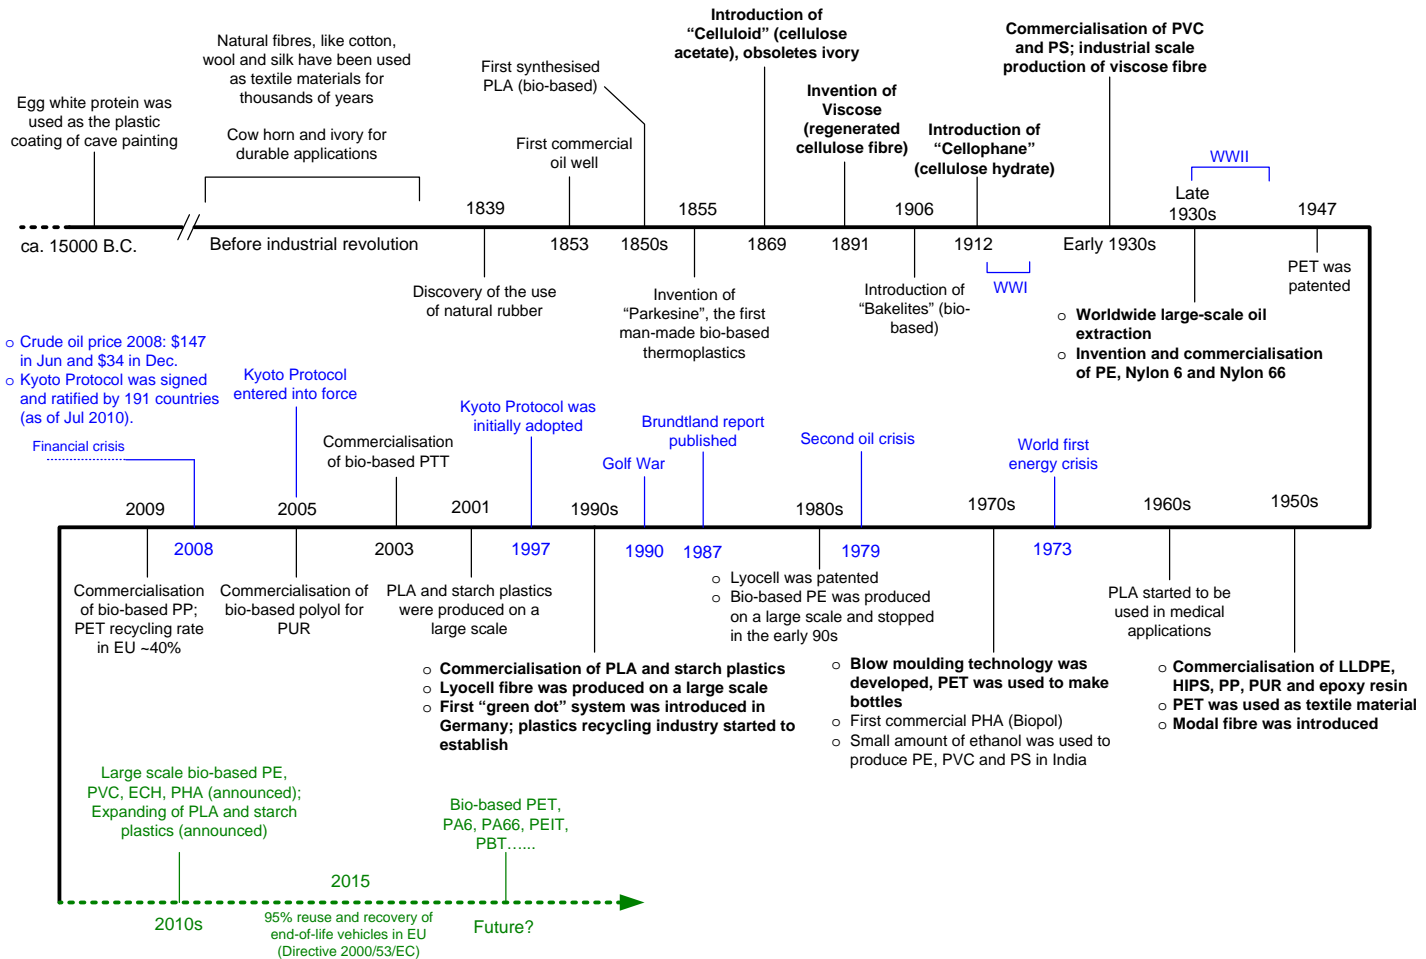 Egg white protein was
used as the plastic
coating of cave painting
ca. 15000 B.C.
Natural fibres, like cotton,
wool and silk have been used
as textile materials for
thousands of years
Cow horn and ivory for
durable applications
Before industrial revolution
1839
Discovery of the use
of natural rubber
First commercial
oil well
1853
First synthesised
PLA (bio-based)
1850s
1855
Invention of
“Parkesine”, the first
man-made bio-based
thermoplastics
Introduction of
“Celluloid” (cellulose
acetate), obsoletes ivory
1869
Invention of
Viscose
(regenerated
cellulose fibre)
1891
1906
Introduction of
“Bakelites” (bio-
based)
Introduction of
“Cellophane”
(cellulose hydrate)
1912
WWI
Commercialisation of PVC
and PS; industrial scale
production of viscose fibre
Early 1930s
WWII
Late
1930s
o Worldwide large-scale oil
extraction
o Invention and commercialisation
of PE, Nylon 6 and Nylon 66
1947
PET was
patented
o Crude oil price 2008: $147
in Jun and $34 in Dec.
o Kyoto Protocol was signed
and ratified by 191 countries
(as of Jul 2010).
Financial crisis
2009
Commercialisation
of bio-based PP;
PET recycling rate
in EU ~40%
2008
Kyoto Protocol
entered into force
2005
Commercialisation of
bio-based polyol for
PUR
Commercialisation
of bio-based PTT
2003
2001
PLA and starch plastics
were produced on a
large scale
Kyoto Protocol was
initially adopted
1997
1990s
o Commercialisation of PLA and starch plastics
o Lyocell fibre was produced on a large scale
o First “green dot” system was introduced in
Germany; plastics recycling industry started to
establish
Golf War
1990
Brundtland report
published
1987
1980s
o Lyocell was patented
o Bio-based PE was produced
on a large scale and stopped
in the early 90s
Second oil crisis
1979
1970s
o Blow moulding technology was
developed, PET was used to make
bottles
o First commercial PHA (Biopol)
o Small amount of ethanol was used to
produce PE, PVC and PS in India
World first
energy crisis
1973
1960s
PLA started to be
used in medical
applications
1950s
o Commercialisation of LLDPE,
HIPS, PP, PUR and epoxy resin
o PET was used as textile material
o Modal fibre was introduced
Large scale bio-based PE,
PVC, ECH, PHA (announced);
Expanding of PLA and starch
plastics (announced)
2010s
2015
95% reuse and recovery of
end-of-life vehicles in EU
(Directive 2000/53/EC)
Bio-based PET,
PA6, PA66, PEIT,
PBT…...
Future?